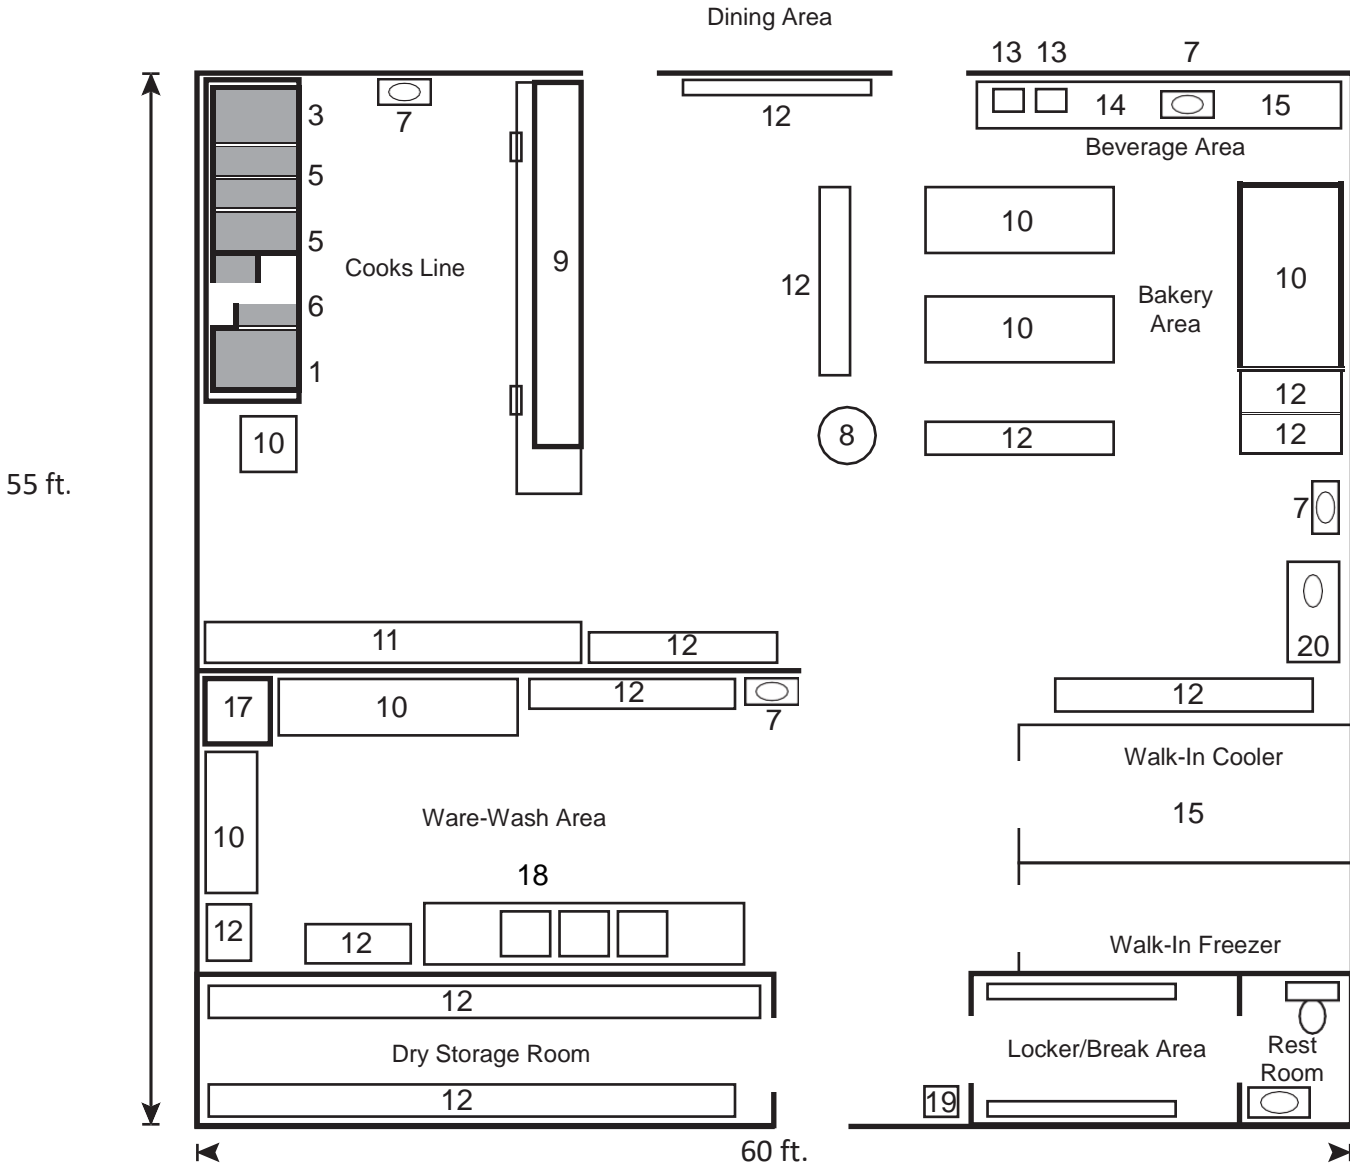 Dining Area
13 13 7
3
7
12
14
15
Beverage Area
5
10
5
Cooks Line
9
12
10
Bakery
Area
10
6
10
1
12
10
8
12
12
55 ft.
7
11
12
20
17
10
12
7
12
Walk-In Cooler
15
Ware-Wash Area
10
18
12
12
Walk-In Freezer
12
Dry Storage Room
Locker/Break Area
Rest
Room
12
19
60 ft.